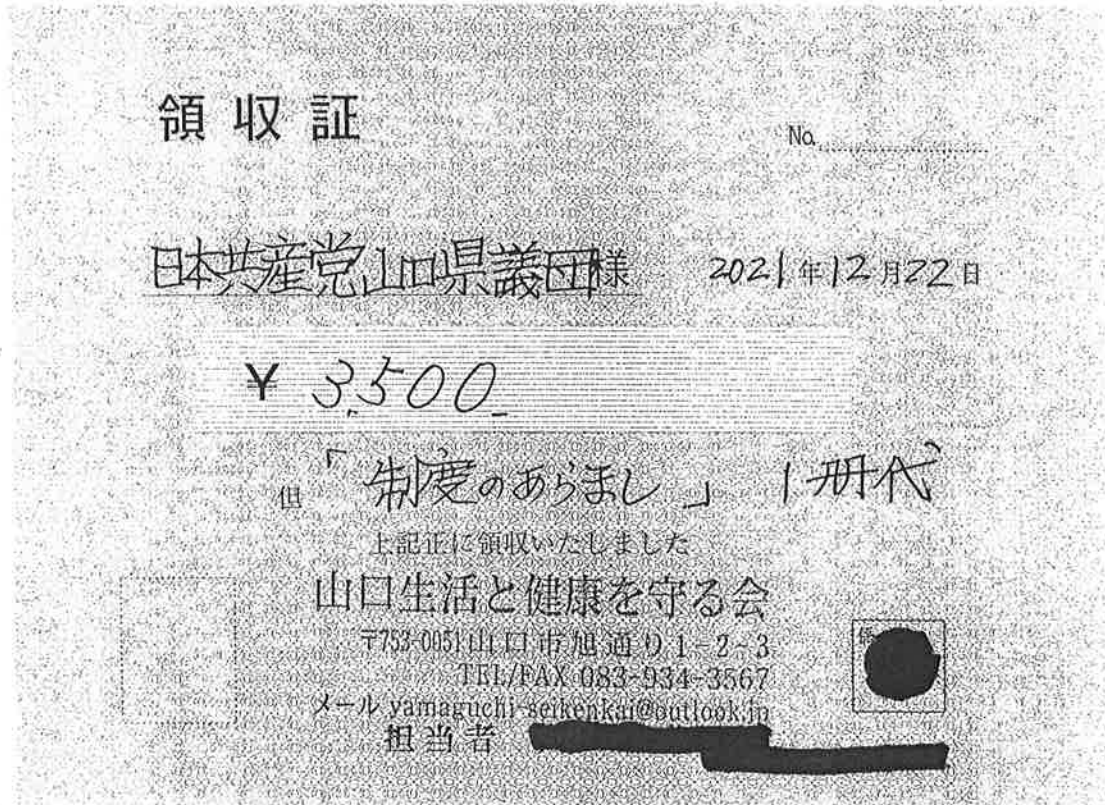 領収証
No.
日本共産党山口県議団様 2021年12月22日
¥ 3,500-
但 「制度のあらまし」 1冊代
上記正に領収いたしました
山口生活と健康を守る会
〒753-0051山口市旭通り1-2-3
TEL/FAX 083-934-3567
メール yamaguchi-seikenkai@outlook.jp
係
担当者